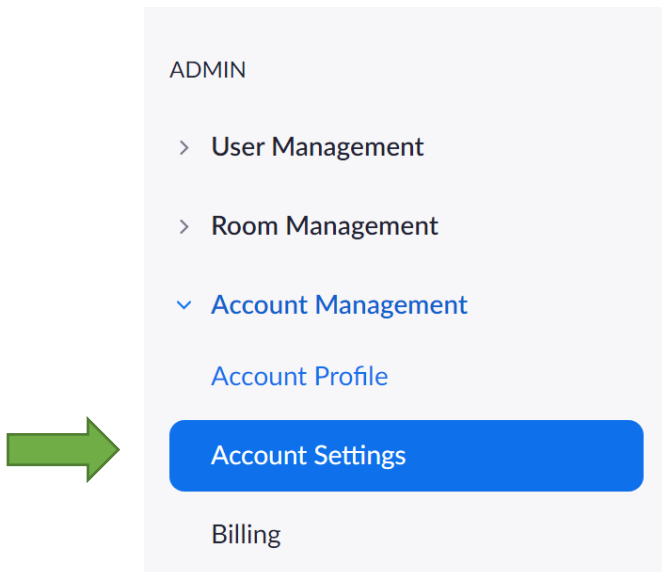 ADMIN
User Management
Room Management
Account Management
Account Profile
Account Settings
Billing